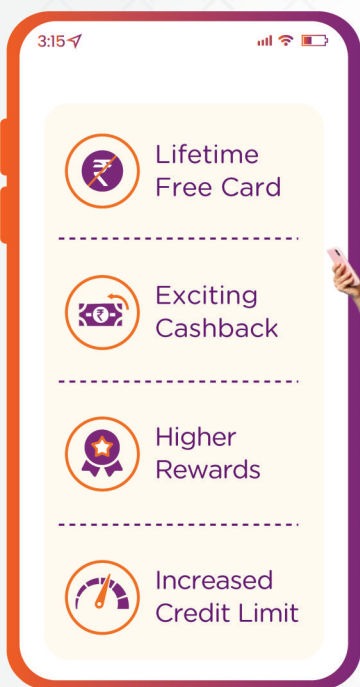 3:15
Lifetime
Free Card
Exciting
Cashback
Higher
Rewards
Increased
Credit Limit